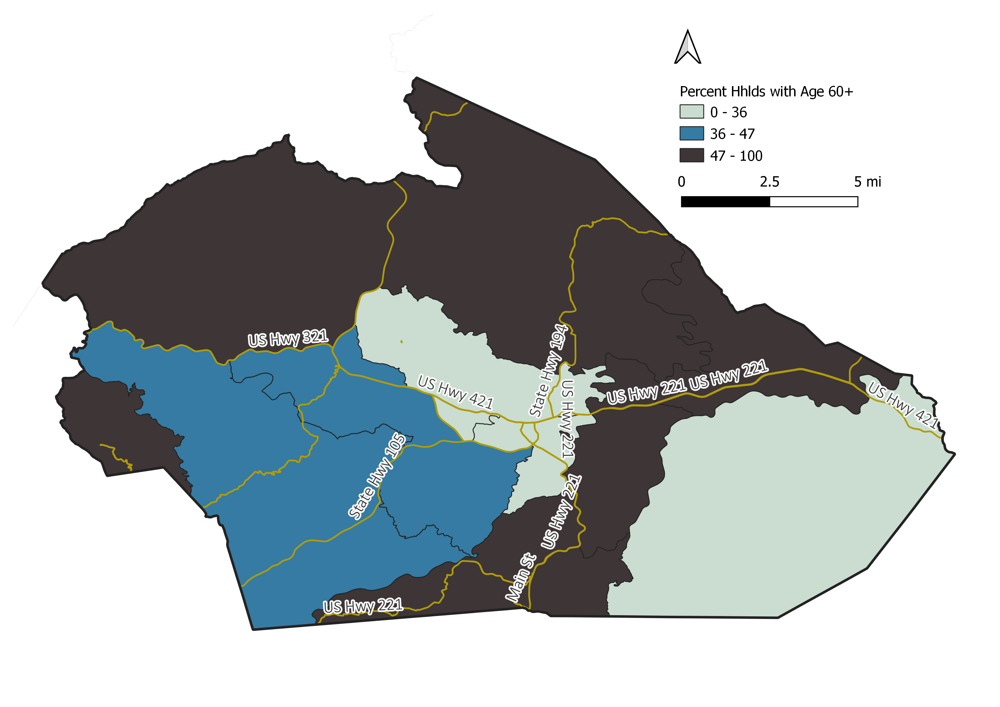 Percent Hhlds with Age 60+
0 - 36
36 - 47
47 - 100
0 2.5 5 mi
US Hwy 321
State Hwy 194
US Hwy 421
US Hwy 221
US Hwy 221 US Hwy 221
US Hwy 421
State Hwy 105
US Hwy 221
Main St
US Hwy 221